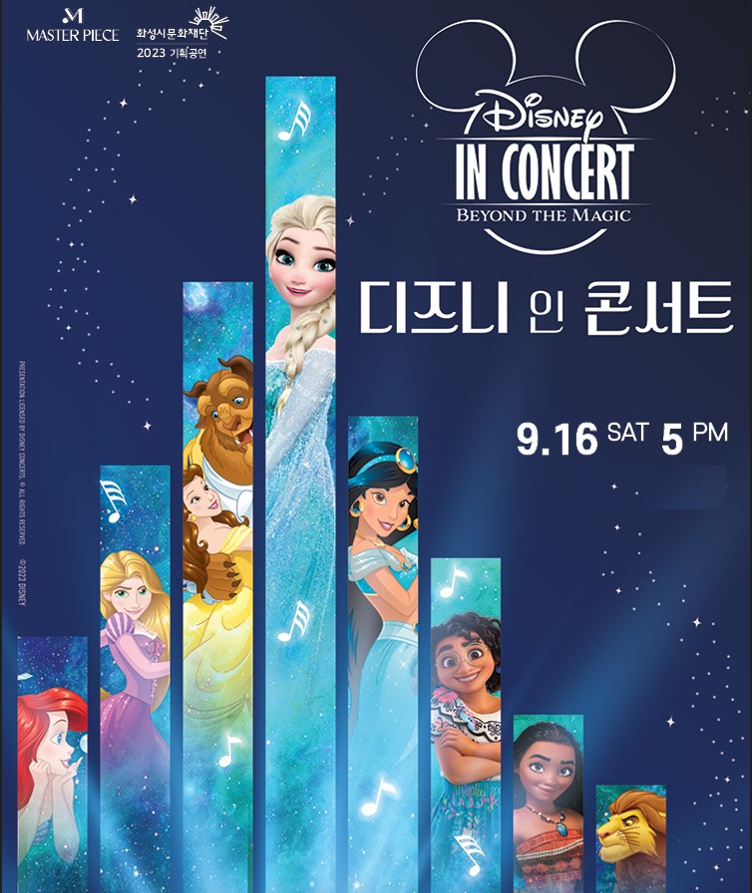 MASTER PIECE
화성시문화재단
2023 기획공연
Disney
IN CONCERT
BEYOND THE MAGIC
디즈니 인 콘서트
9.16 SAT 5 PM
PRESENTATION LICENSED BY DISNEY CONCERTS. © ALL RIGHTS RESERVED. ©2023 DISNEY